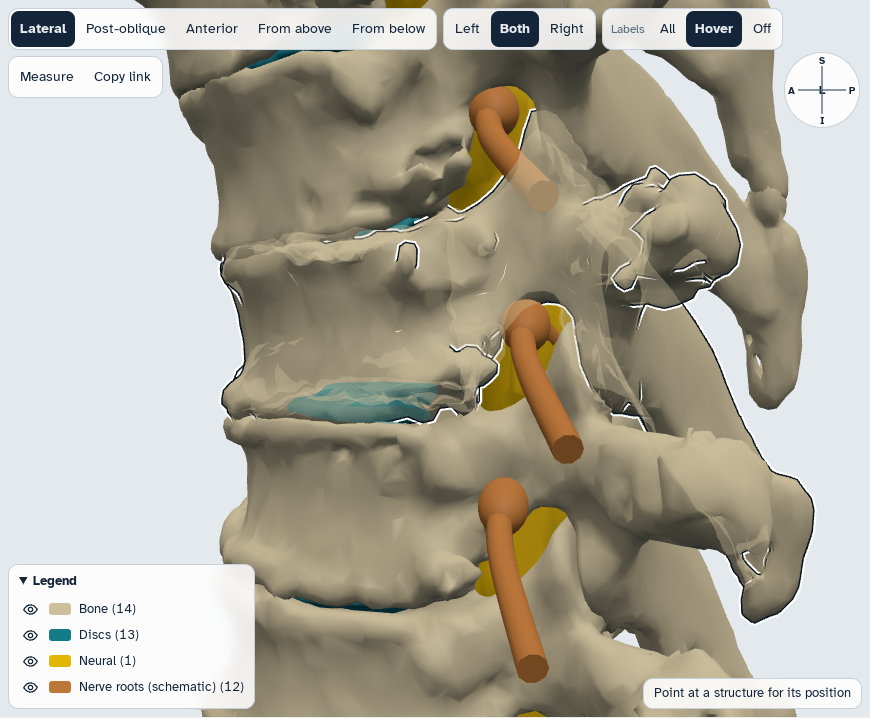 Lateral Post-oblique Anterior From above From below Left Both Right Labels All Hover Off
Measure Copy link
S
A L P
I
▼ Legend
Bone (14)
Discs (13)
Neural (1)
Nerve roots (schematic) (12)
Point at a structure for its position